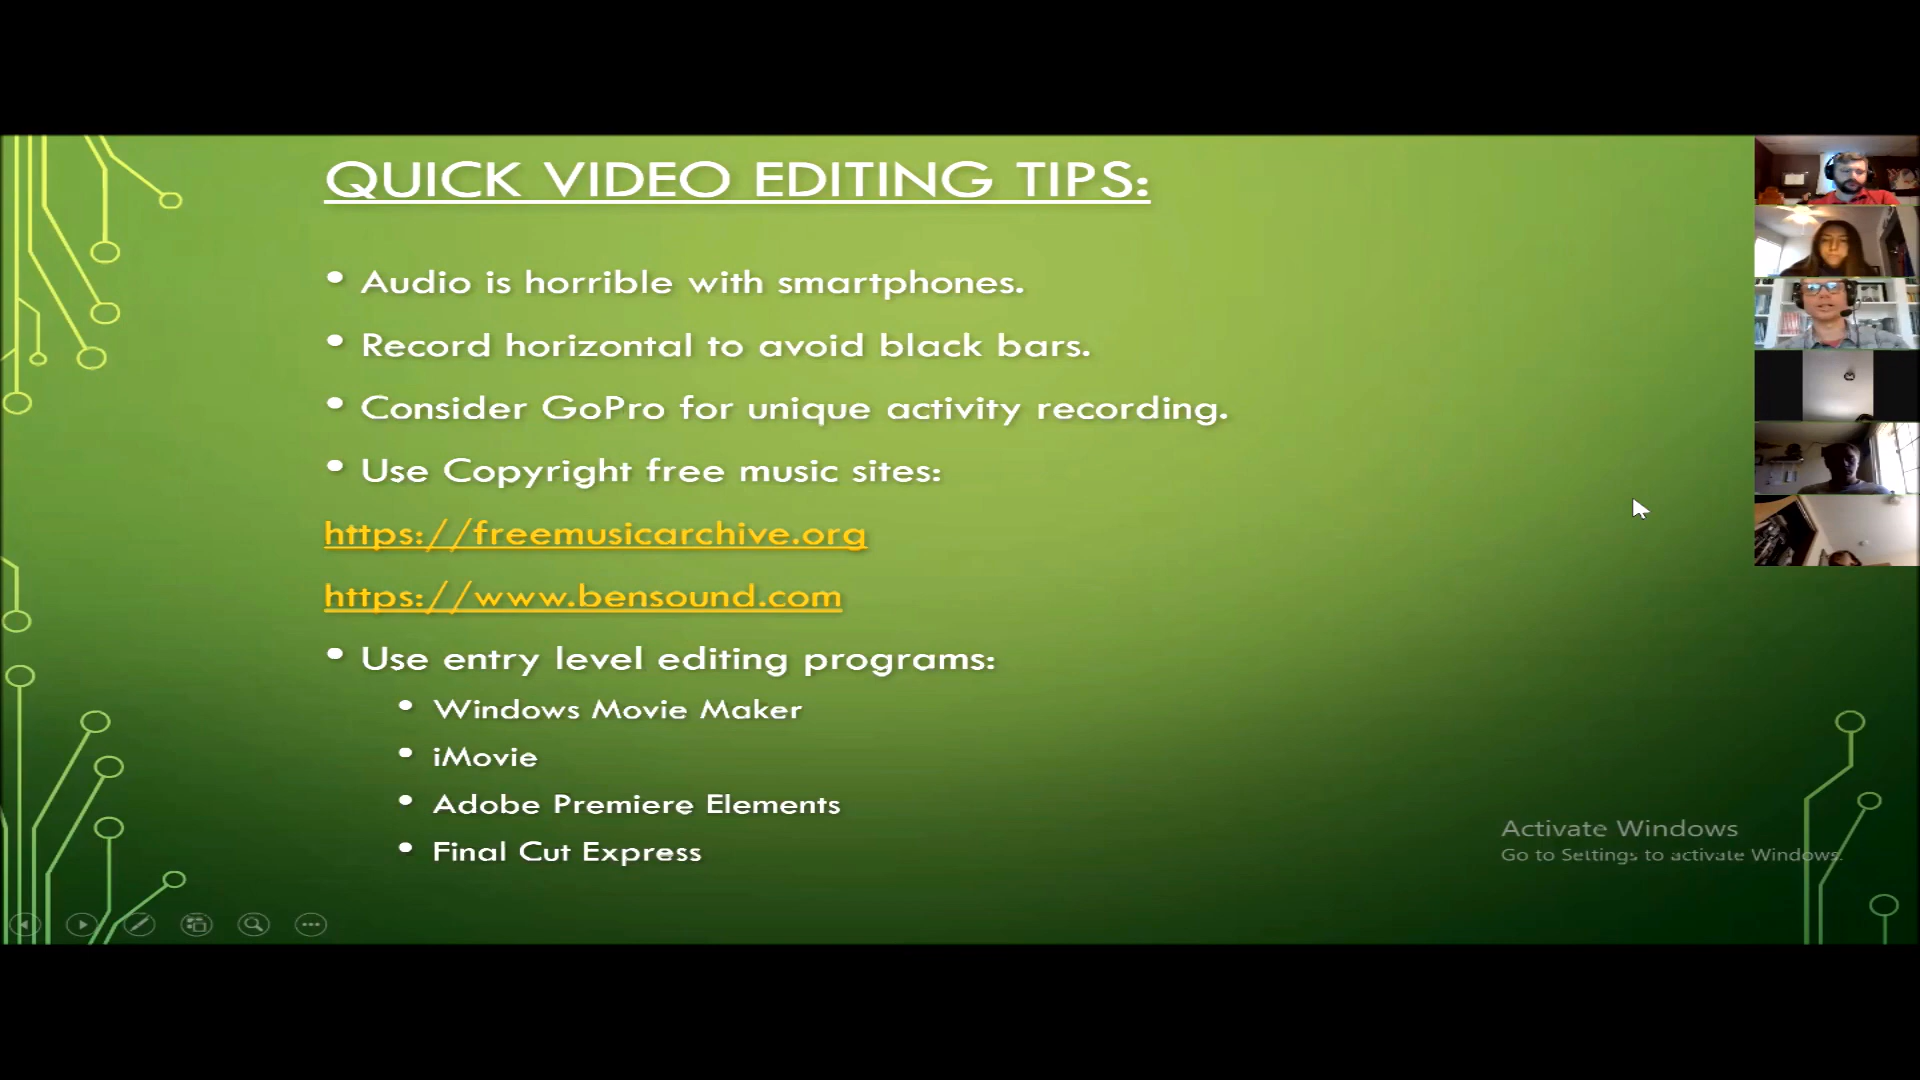 QUICK VIDEO EDITING TIPS:
• Audio is horrible with smartphones.
• Record horizontal to avoid black bars.
• Consider GoPro for unique activity recording.
• Use Copyright free music sites:
https://freemusicarchive.org
https://www.bensound.com
• Use entry level editing programs:
• Windows Movie Maker
• iMovie
• Adobe Premiere Elements
• Final Cut Express
Activate Windows
Go to Settings to activate Windows.